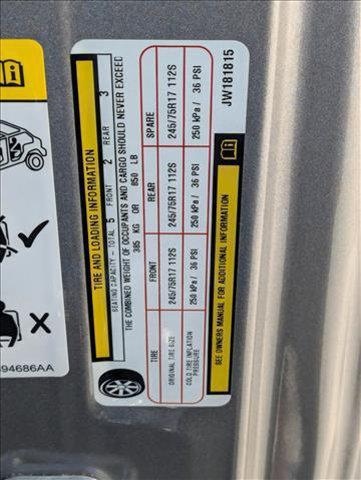 TIRE AND LOADING INFORMATION
SEATING CAPACITY - TOTAL 5 FRONT 2 REAR 3
THE COMBINED WEIGHT OF OCCUPANTS AND CARGO SHOULD NEVER EXCEED
385 KG OR 850 LB
TIRE FRONT REAR SPARE
ORIGINAL TIRE SIZE 245/75R17 112S 245/75R17 112S 245/75R17 112S
COLD TIRE INFLATION
PRESSURE 250 kPa / 36 PSI 250 kPa / 36 PSI 250 kPa / 36 PSI
SEE OWNERS MANUAL FOR ADDITIONAL INFORMATION
JW181815
94686AA